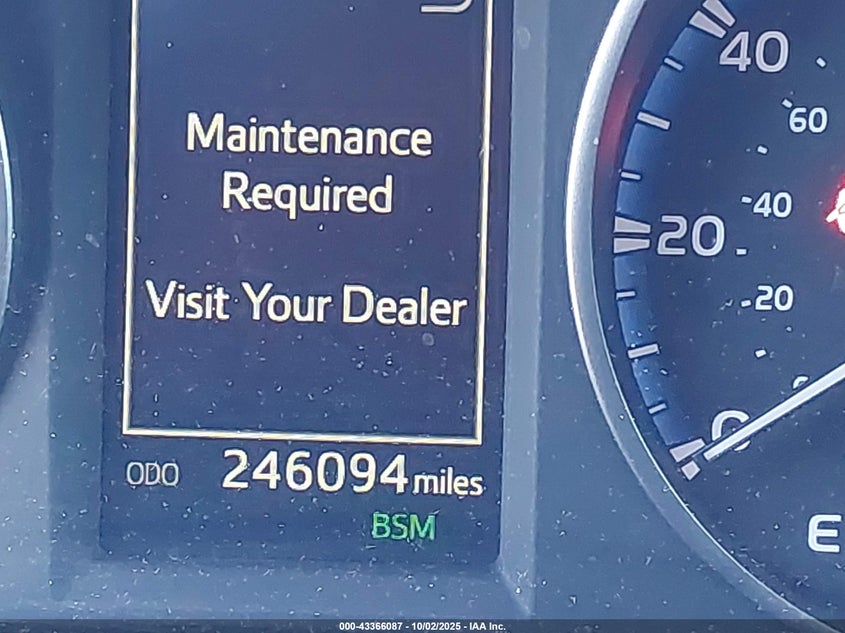 Maintenance
Required
Visit Your Dealer
ODO 246094 miles
BSM
40
20
0
60
40
20
E
000-43366087 - 10/02/2025 - IAA Inc.